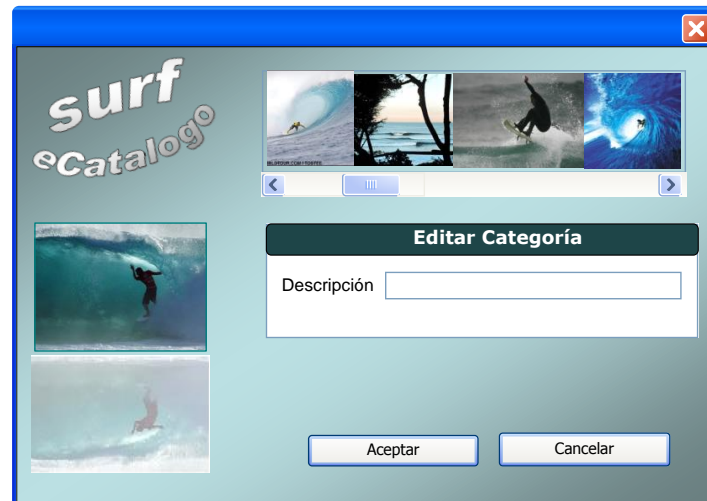 surf
eCatalogo
Editar Categoría
Descripción
Aceptar
Cancelar